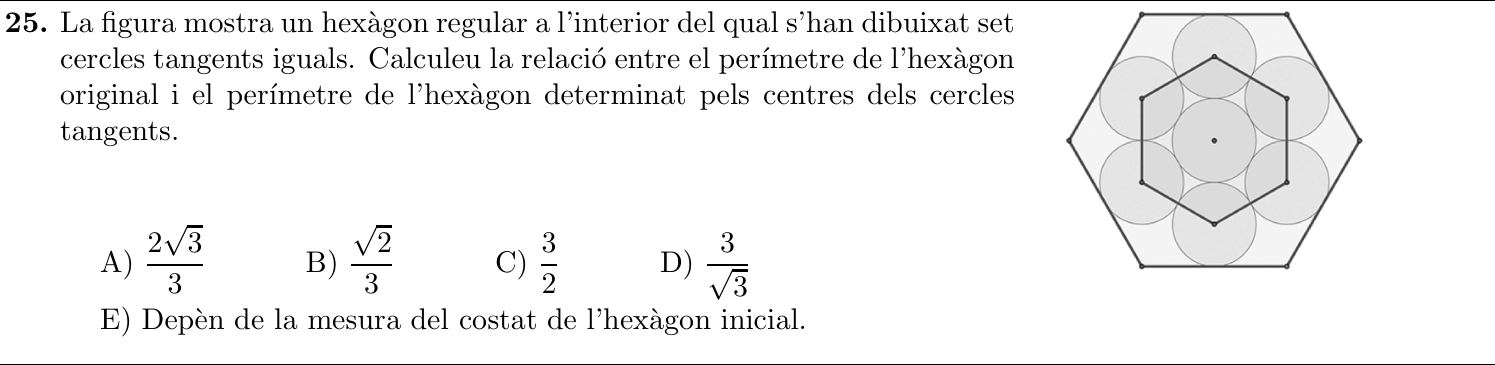 25. La figura mostra un hexàgon regular a l'interior del qual s'han dibuixat set
cercles tangents iguals. Calculeu la relació entre el perímetre de l'hexàgon
original i el perímetre de l'hexàgon determinat pels centres dels cercles
tangents.
A) \frac{2\sqrt{3}}{3} B) \frac{\sqrt{2}}{3} C) \frac{3}{2} D) \frac{3}{\sqrt{3}}
E) Depèn de la mesura del costat de l'hexàgon inicial.